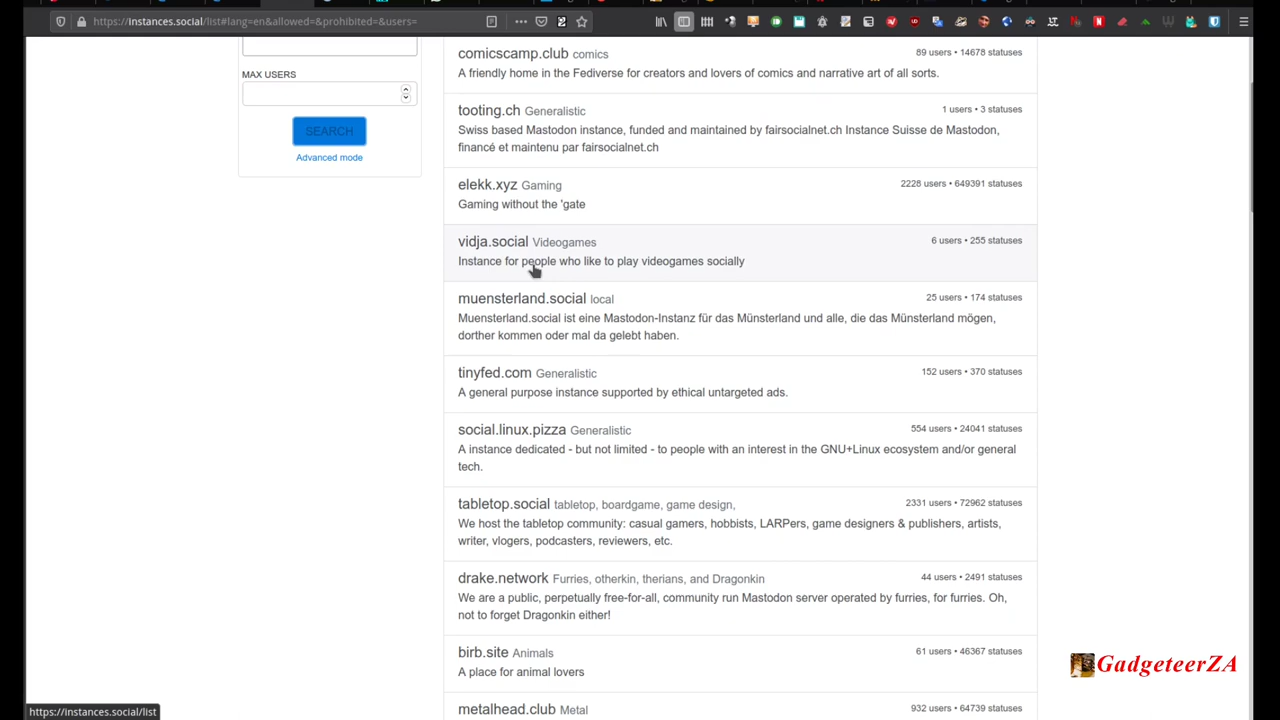 https://instances.social/list#lang=en&allowed=&prohibited=&users=
comicscamp.club comics 89 users • 14678 statuses
A friendly home in the Fediverse for creators and lovers of comics and narrative art of all sorts.
MAX USERS
SEARCH
Advanced mode
tooting.ch Generalistic 1 users • 3 statuses
Swiss based Mastodon instance, funded and maintained by fairsocialnet.ch Instance Suisse de Mastodon,
financé et maintenu par fairsocialnet.ch
elekk.xyz Gaming 2228 users • 649391 statuses
Gaming without the 'gate
vidja.social Videogames 6 users • 255 statuses
Instance for people who like to play videogames socially
muensterland.social local 25 users • 174 statuses
Muensterland.social ist eine Mastodon-Instanz für das Münsterland und alle, die das Münsterland mögen,
dorther kommen oder mal da gelebt haben.
tinyfed.com Generalistic 152 users • 370 statuses
A general purpose instance supported by ethical untargeted ads.
social.linux.pizza Generalistic 554 users • 24041 statuses
A instance dedicated - but not limited - to people with an interest in the GNU+Linux ecosystem and/or general
tech.
tabletop.social tabletop, boardgame, game design, 2331 users • 72962 statuses
We host the tabletop community: casual gamers, hobbists, LARPers, game designers & publishers, artists,
writer, vlogers, podcasters, reviewers, etc.
drake.network Furries, otherkin, therians, and Dragonkin 44 users • 2491 statuses
We are a public, perpetually free-for-all, community run Mastodon server operated by furries, for furries. Oh,
not to forget Dragonkin either!
birb.site Animals 61 users • 46367 statuses
A place for animal lovers
GadgeteerZA
metalhead.club Metal 932 users • 64739 statuses
https://instances.social/list